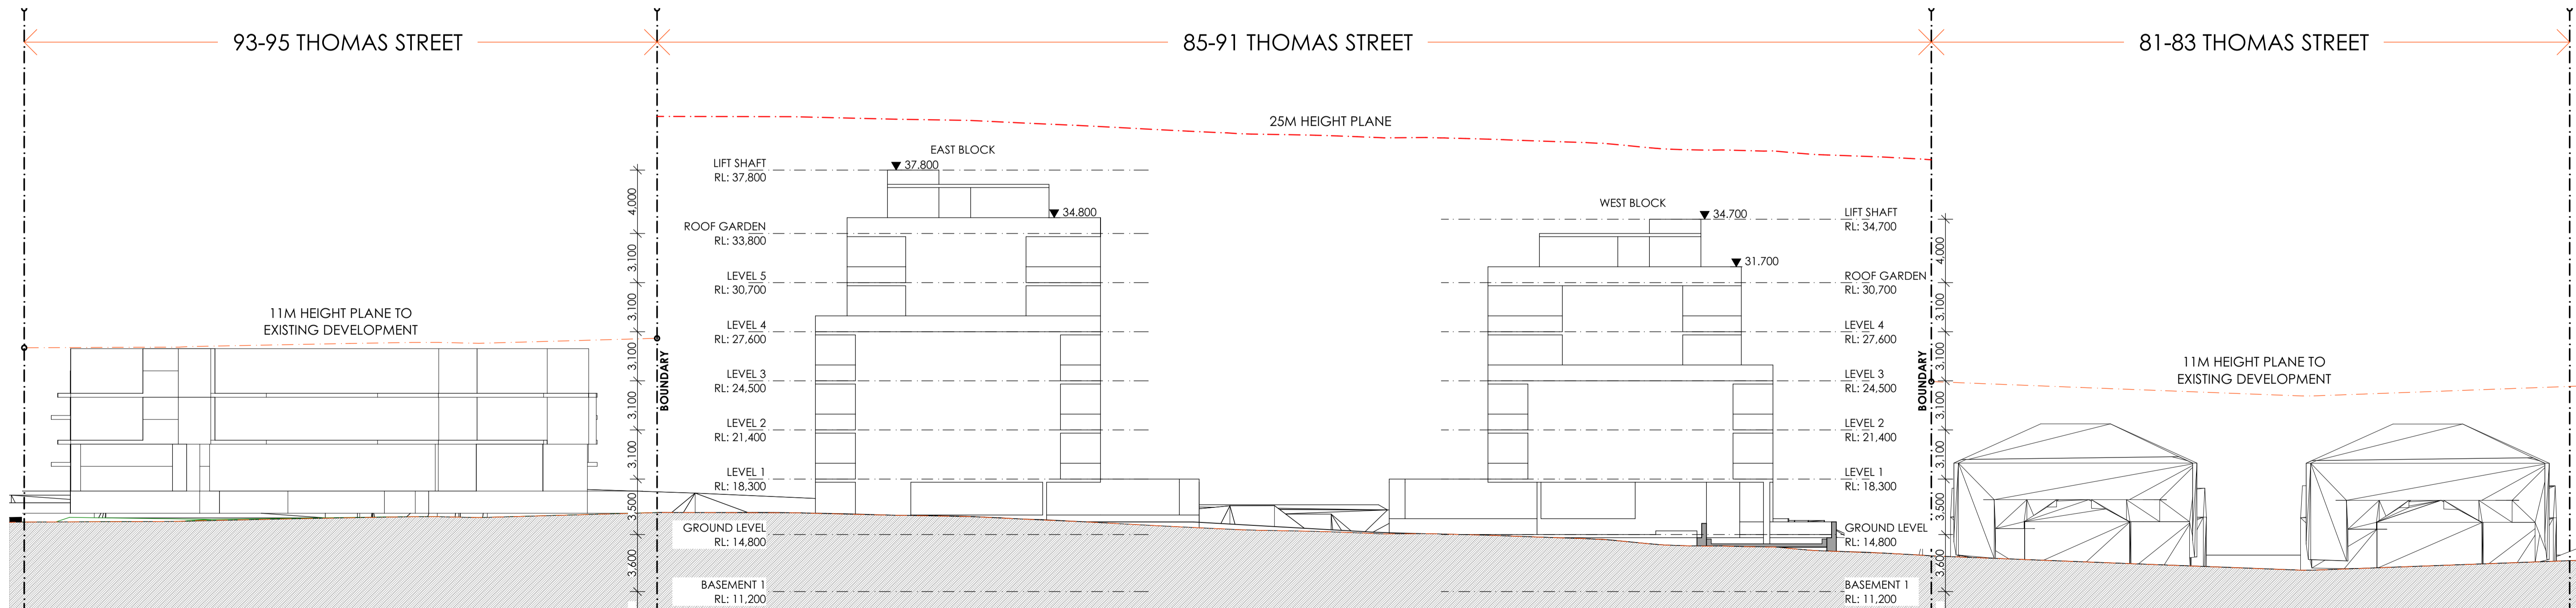 93-95 THOMAS STREET
85-91 THOMAS STREET
81-83 THOMAS STREET
25M HEIGHT PLANE
11M HEIGHT PLANE TO
EXISTING DEVELOPMENT
4,000
3,100
3,100
3,100
3,100
3,100
3,500
3,600
BOUNDARY
LIFT SHAFT
RL: 37,800
ROOF GARDEN
RL: 33,800
LEVEL 5
RL: 30,700
LEVEL 4
RL: 27,600
LEVEL 3
RL: 24,500
LEVEL 2
RL: 21,400
LEVEL 1
RL: 18,300
GROUND LEVEL
RL: 14,800
BASEMENT 1
RL: 11,200
EAST BLOCK
37.800
34.800
WEST BLOCK
34.700
31.700
LIFT SHAFT
RL: 34,700
ROOF GARDEN
RL: 30,700
LEVEL 4
RL: 27,600
LEVEL 3
RL: 24,500
LEVEL 2
RL: 21,400
LEVEL 1
RL: 18,300
GROUND LEVEL
RL: 14,800
BASEMENT 1
RL: 11,200
BOUNDARY
4,000
3,100
3,100
3,100
3,100
3,500
3,600
11M HEIGHT PLANE TO
EXISTING DEVELOPMENT